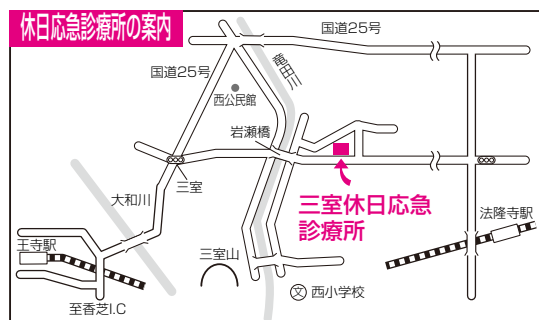 休日応急診療所の案内
国道25号
国道25号
竜田川
西公民館
岩瀬橋
三室
大和川
三室休日応急
診療所
法隆寺駅
王寺駅
三室山
文 西小学校
至香芝I.C